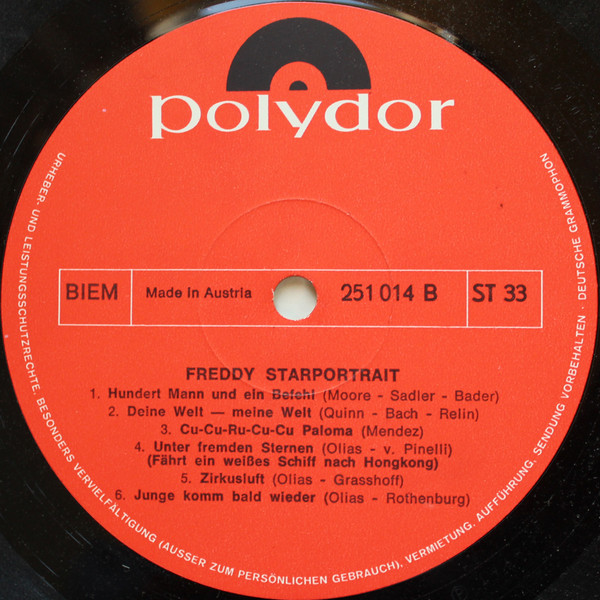 polydor
BIEM
Made in Austria
251 014 B
ST 33
FREDDY STARPORTRAIT
1. Hundert Mann und ein Befehl (Moore - Sadler - Bader)
2. Deine Welt — meine Welt (Quinn - Bach - Relin)
3. Cu-Cu-Ru-Cu-Cu Paloma (Mendez)
4. Unter fremden Sternen (Olias - v. Pinelli)
(Fährt ein weißes Schiff nach Hongkong)
5. Zirkusluft (Olias - Grasshoff)
6. Junge komm bald wieder (Olias - Rothenburg)
URHEBER- UND LEISTUNGSSCHUTZRECHTE, BESONDERS VERVIELFÄLTIGUNG (AUSSER ZUM PERSÖNLICHEN GEBRAUCH), VERMIETUNG, AUFFÜHRUNG, SENDUNG VORBEHALTEN · DEUTSCHE GRAMMOPHON